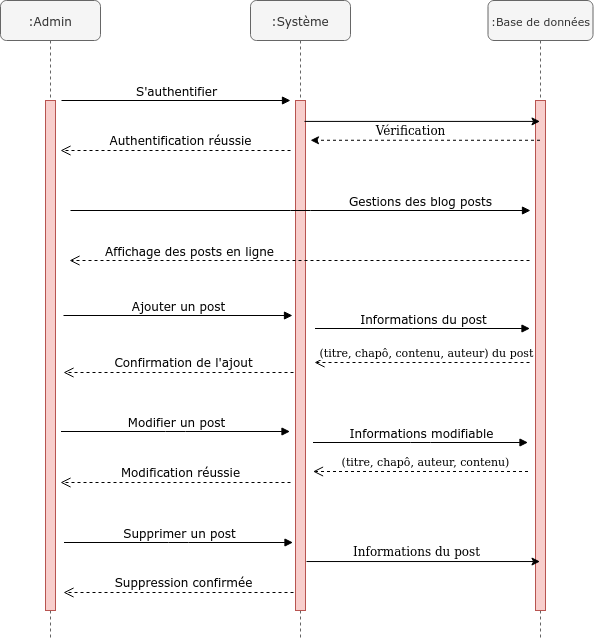 :Admin
:Système
:Base de données
S'authentifier
Vérification
Authentification réussie
Gestions des blog posts
Affichage des posts en ligne
Ajouter un post
Informations du post
(titre, chapô, contenu, auteur) du post
Confirmation de l'ajout
Modifier un post
Informations modifiable
(titre, chapô, auteur, contenu)
Modification réussie
Supprimer un post
Informations du post
Suppression confirmée